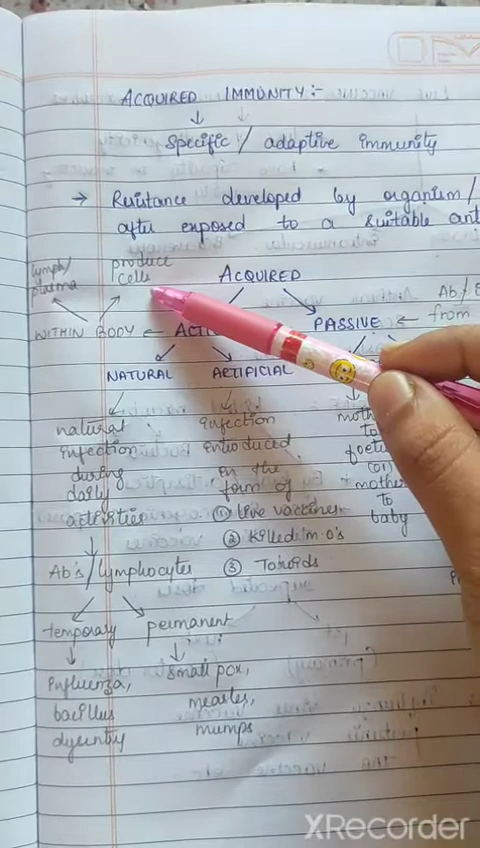 ACQUIRED IMMUNITY:-
↓
Specific / adaptive immunity
→ Resistance developed by organism/
after exposed to a suitable ant
lymph/ produce
plasma cells
ACQUIRED
Ab/
WITHIN BODY ← PASSIVE ← from
NATURAL ARTIFICIAL
natural
infection
during
daily
activities
infection
introduced
in the
form of
① live vaccines
② killed m.o's
③ Toxoids
to
(or)
mother
to
baby
Ab's / lymphocytes
temporary permanent
Influenza,
bacillus
dysentry
Small pox,
measles,
mumps
XRecorder